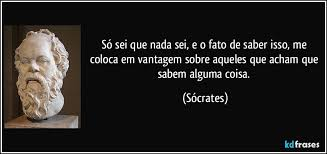 Só sei que nada sei, e o fato de saber isso, me
coloca em vantagem sobre aqueles que acham que
sabem alguma coisa.
(Sócrates)
kdfrases